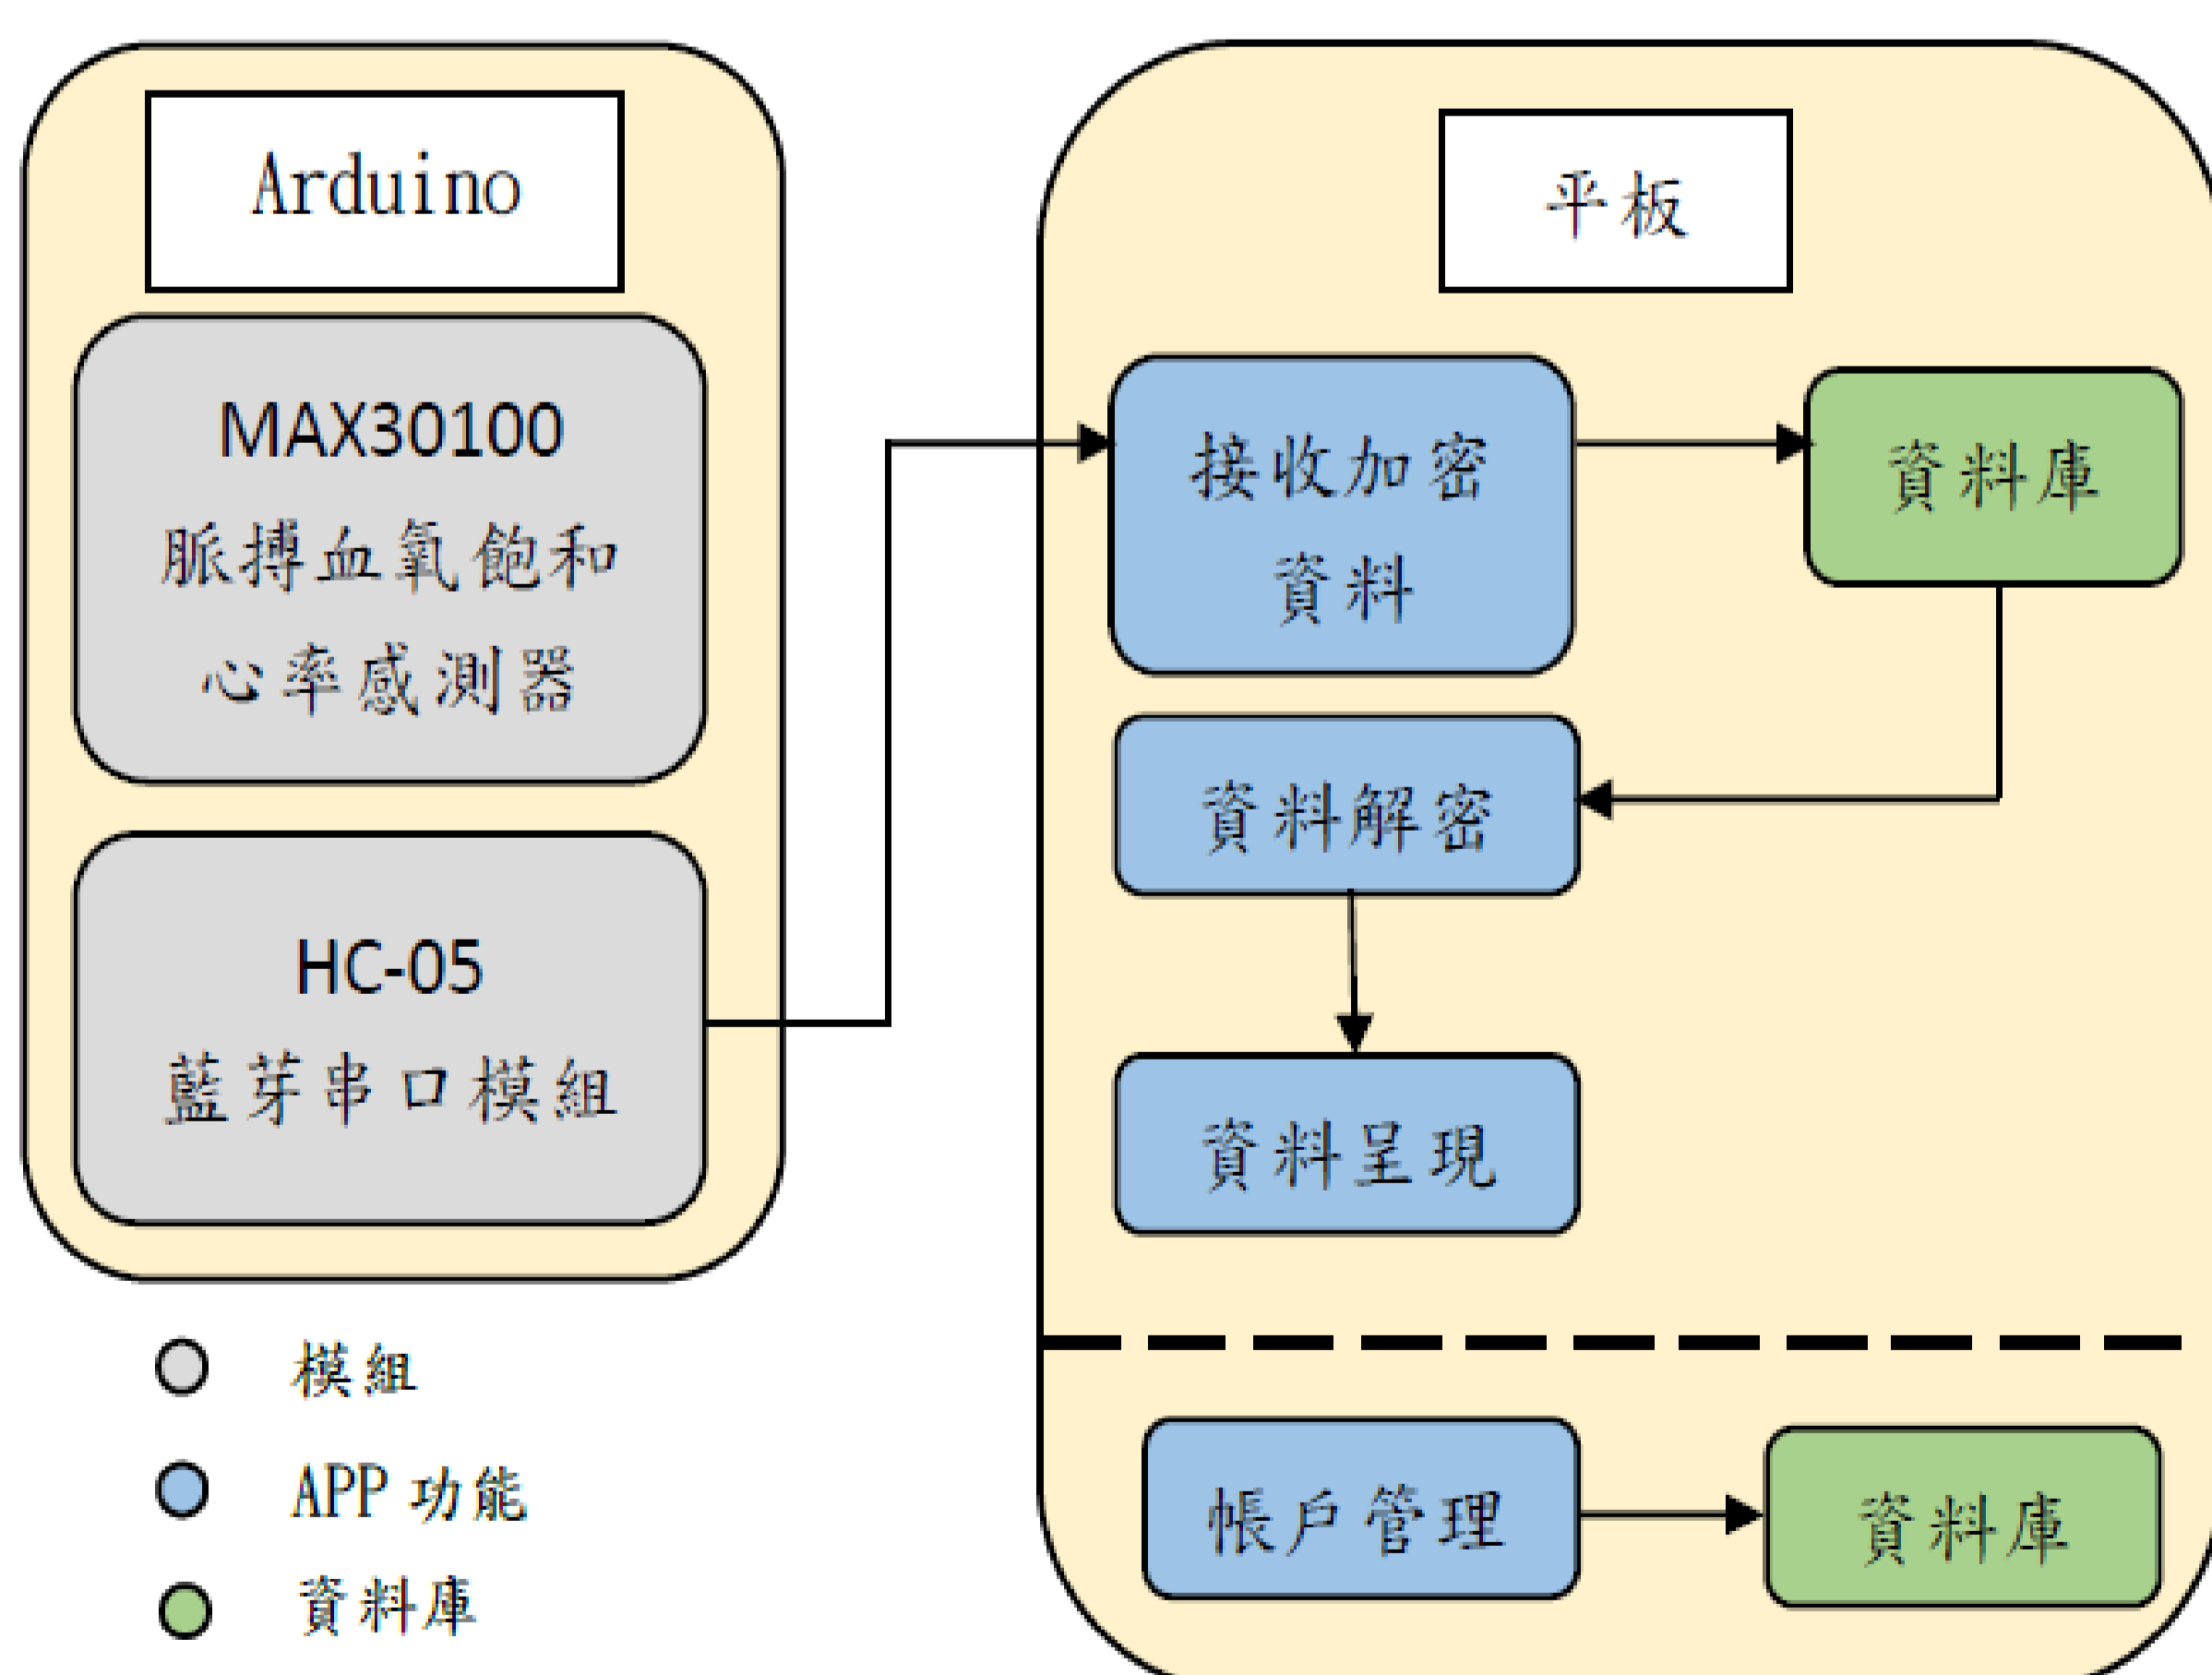 Arduino
MAX30100
脈搏血氧飽和
心率感測器
HC-05
藍芽串口模組
平板
接收加密
資料
資料庫
資料解密
資料呈現
帳戶管理
資料庫
模組
APP 功能
資料庫